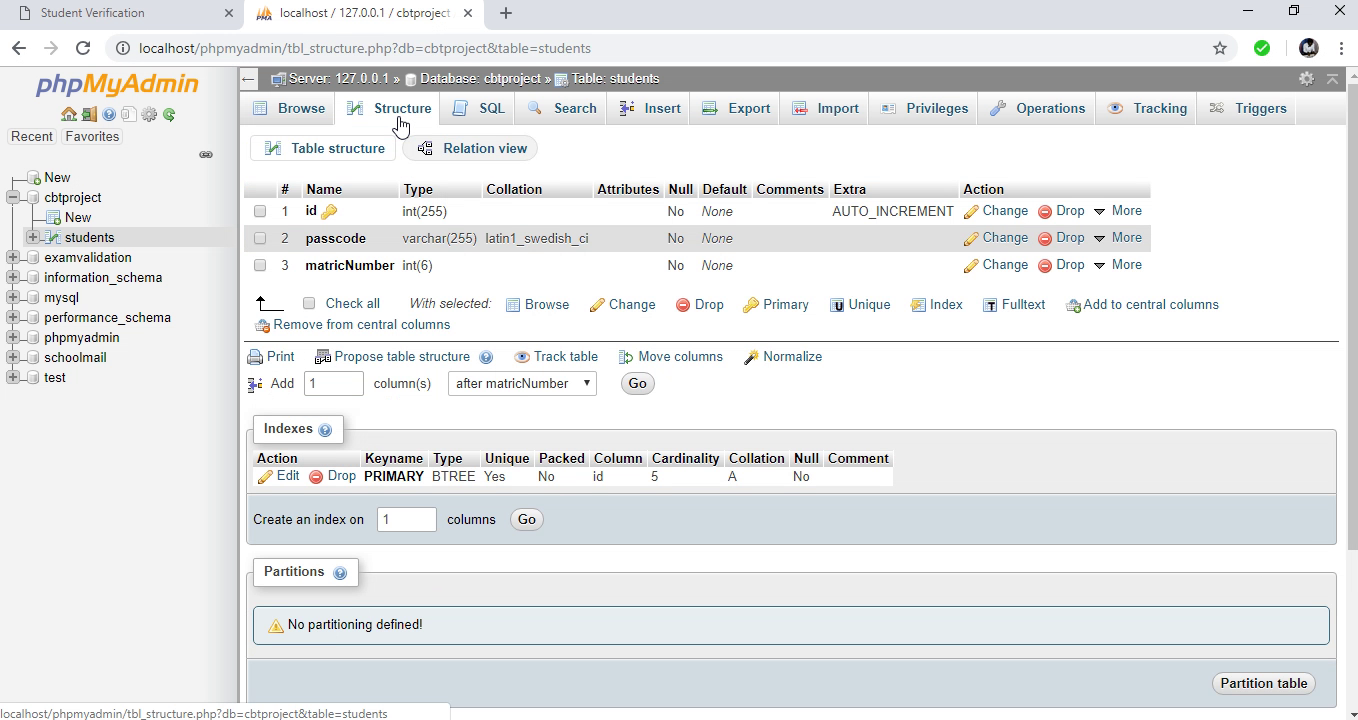 Student Verification
localhost / 127.0.0.1 / cbtproject
localhost/phpmyadmin/tbl_structure.php?db=cbtproject&table=students
phpMyAdmin
Recent Favorites
New
cbtproject
New
students
examvalidation
information_schema
mysql
performance_schema
phpmyadmin
schoolmail
test
Server: 127.0.0.1 » Database: cbtproject » Table: students
Browse Structure SQL Search Insert Export Import Privileges Operations Tracking Triggers
Table structure Relation view
# Name Type Collation Attributes Null Default Comments Extra Action
1 id int(255) No None AUTO_INCREMENT Change Drop More
2 passcode varchar(255) latin1_swedish_ci No None Change Drop More
3 matricNumber int(6) No None Change Drop More
Check all With selected: Browse Change Drop Primary Unique Index Fulltext Add to central columns
Remove from central columns
Print Propose table structure Track table Move columns Normalize
Add 1 column(s) after matricNumber Go
Indexes
Action Keyname Type Unique Packed Column Cardinality Collation Null Comment
Edit Drop PRIMARY BTREE Yes No id 5 A No
Create an index on 1 columns Go
Partitions
No partitioning defined!
Partition table
localhost/phpmyadmin/tbl_structure.php?db=cbtproject&table=students